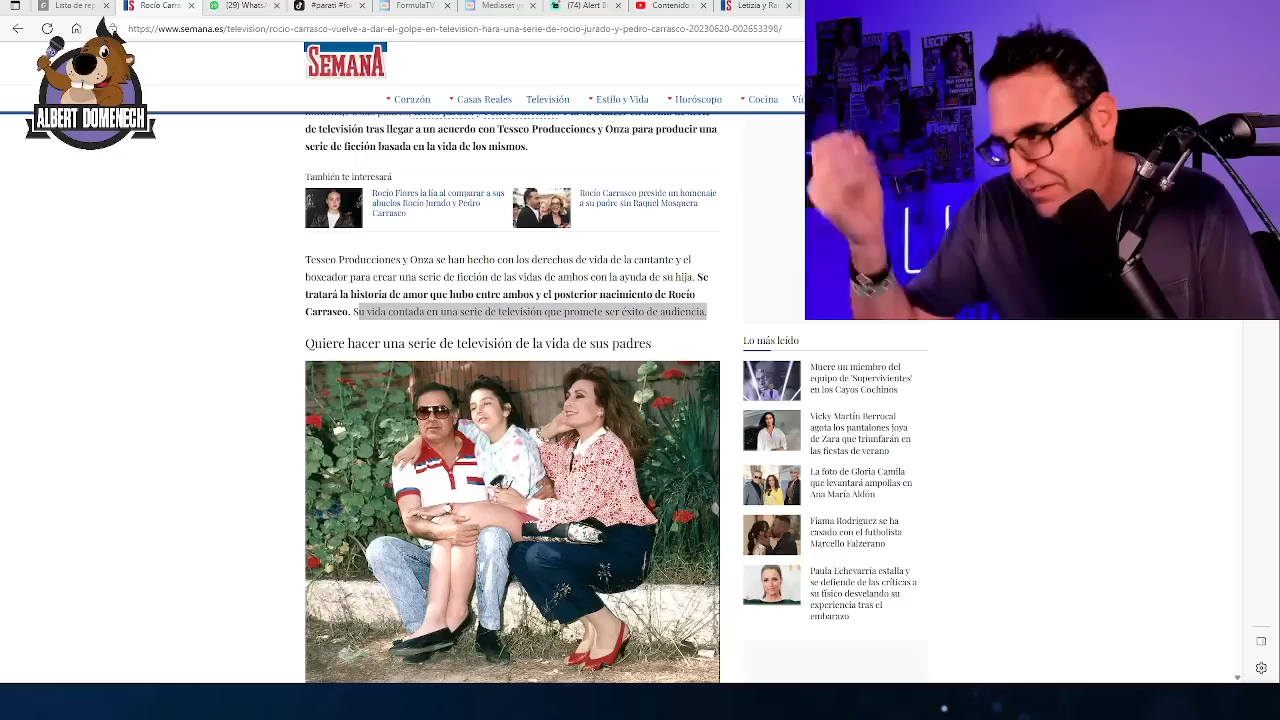 Lista de rep
Rocío Carra
(29) WhatsA
#parati #fo
FormulaTV
Mediaset y
(74) Alert B
Contenido
Letizia y Ra
https://www.semana.es/television/rocio-carrasco-vuelve-a-dar-el-golpe-en-television-hara-una-serie-de-rocio-jurado-y-pedro-carrasco-20230620-002653398/
ALBERT DOMENECH
SEMANA
Corazón
Casas Reales
Televisión
Estilo y Vida
Horóscopo
Cocina
de televisión tras llegar a un acuerdo con Tessco Producciones y Onza para producir una
serie de ficción basada en la vida de los mismos.
También te interesará
Rocío Flores la lía al comparar a sus
abuelos Rocío Jurado y Pedro
Carrasco
Rocío Carrasco preside un homenaje
a su padre sin Raquel Mosquera
Tessco Producciones y Onza se han hecho con los derechos de vida de la cantante y el
boxeador para crear una serie de ficción de las vidas de ambos con la ayuda de su hija. Se
tratará la historia de amor que hubo entre ambos y el posterior nacimiento de Rocío
Carrasco. Su vida contada en una serie de televisión que promete ser éxito de audiencia.
Quiere hacer una serie de televisión de la vida de sus padres
Lo más leído
Muere un miembro del
equipo de 'Supervivientes'
en los Cayos Cochinos
Vicky Martín Berrocal
agota los pantalones joya
de Zara que triunfarán en
las fiestas de verano
La foto de Gloria Camila
que levantará ampollas en
Ana María Aldón
Fiama Rodríguez se ha
casado con el futbolista
Marcello Falzerano
Paula Echevarría estalla y
se defiende de las críticas a
su físico desvelando su
experiencia tras el
embarazo
LECTURAS
new